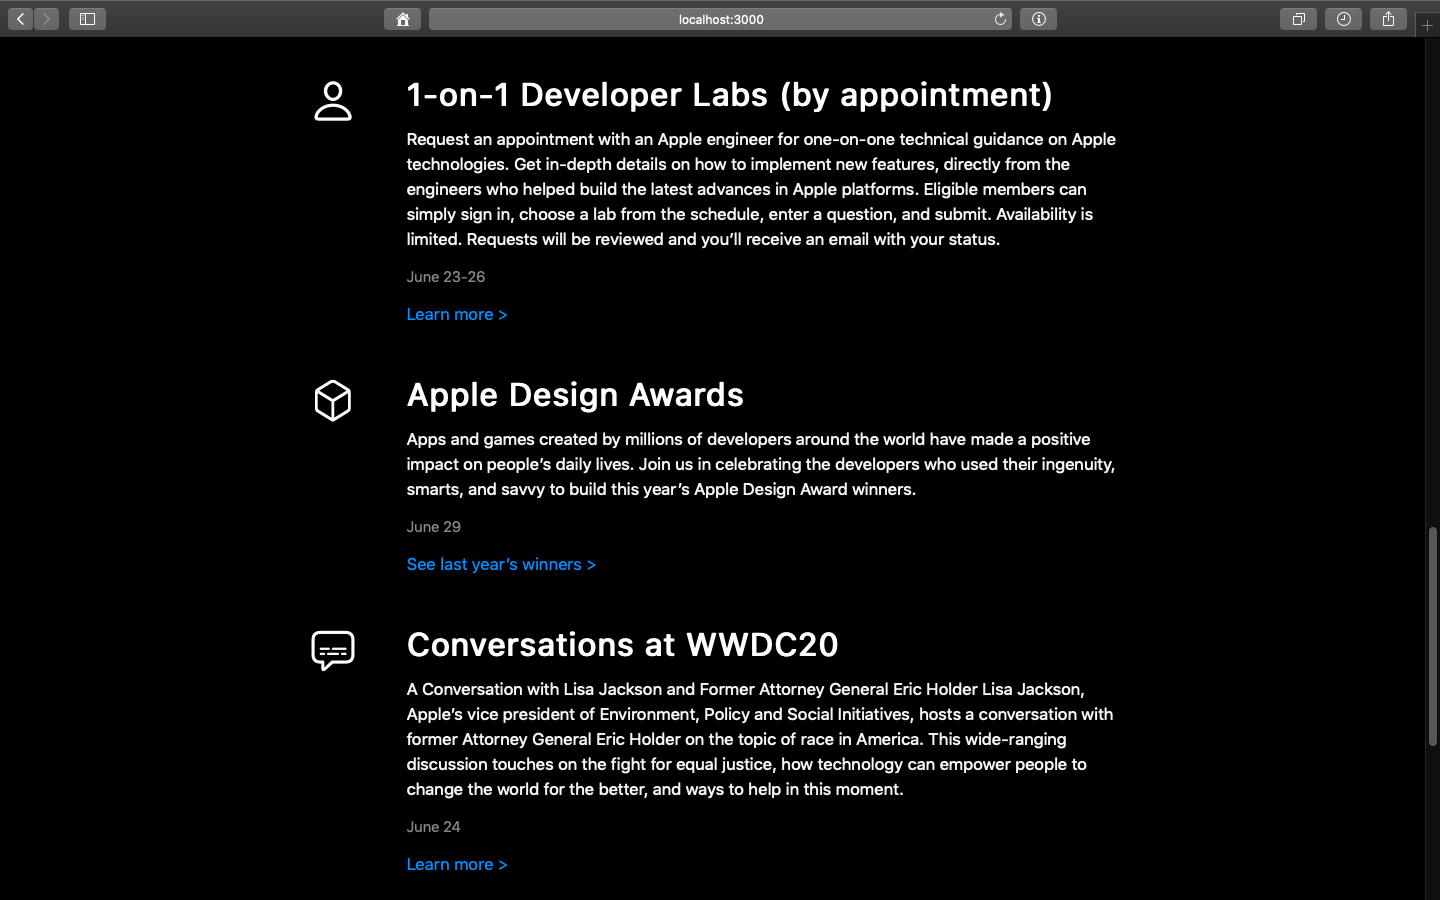 localhost:3000
1-on-1 Developer Labs (by appointment)
Request an appointment with an Apple engineer for one-on-one technical guidance on Apple
technologies. Get in-depth details on how to implement new features, directly from the
engineers who helped build the latest advances in Apple platforms. Eligible members can
simply sign in, choose a lab from the schedule, enter a question, and submit. Availability is
limited. Requests will be reviewed and you’ll receive an email with your status.
June 23-26
Learn more >
Apple Design Awards
Apps and games created by millions of developers around the world have made a positive
impact on people’s daily lives. Join us in celebrating the developers who used their ingenuity,
smarts, and savvy to build this year’s Apple Design Award winners.
June 29
See last year’s winners >
Conversations at WWDC20
A Conversation with Lisa Jackson and Former Attorney General Eric Holder Lisa Jackson,
Apple’s vice president of Environment, Policy and Social Initiatives, hosts a conversation with
former Attorney General Eric Holder on the topic of race in America. This wide-ranging
discussion touches on the fight for equal justice, how technology can empower people to
change the world for the better, and ways to help in this moment.
June 24
Learn more >